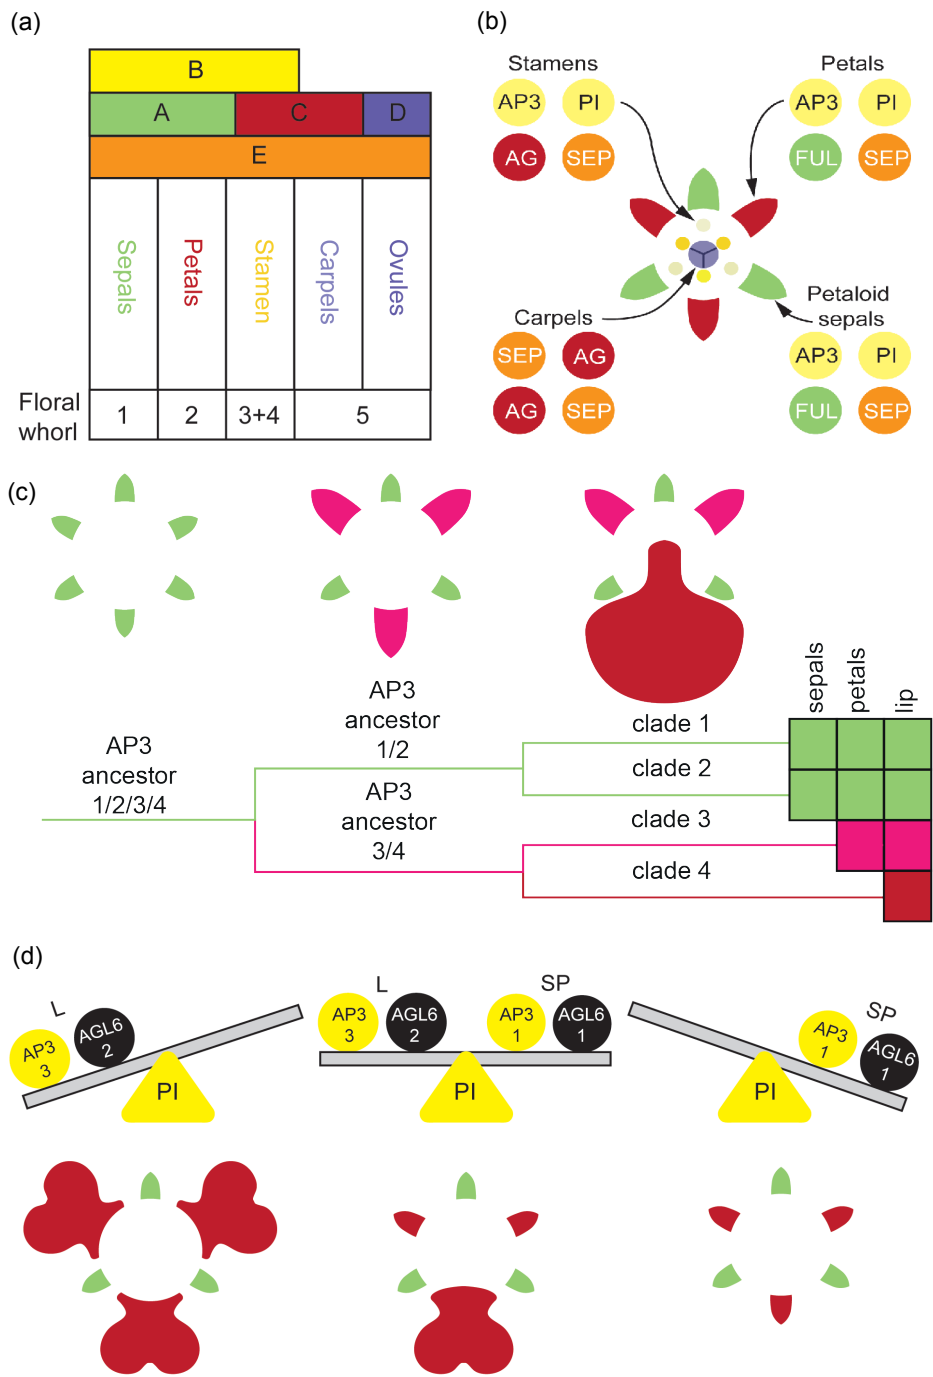 (a)
B
A
C
D
E
Sepals
Petals
Stamen
Carpels
Ovules
Floral
whorl
1
2
3+4
5
(b)
Stamens
AP3
PI
AG
SEP
Petals
AP3
PI
FUL
SEP
Carpels
SEP
AG
AG
SEP
Petaloid
sepals
AP3
PI
FUL
SEP
(c)
AP3
ancestor
1/2/3/4
AP3
ancestor
1/2
AP3
ancestor
3/4
clade 1
clade 2
clade 3
clade 4
sepals
petals
lip
(d)
L
AP3
3
AGL6
2
PI
L
AP3
3
AGL6
2
SP
AP3
1
AGL6
1
PI
SP
AP3
1
AGL6
1
PI